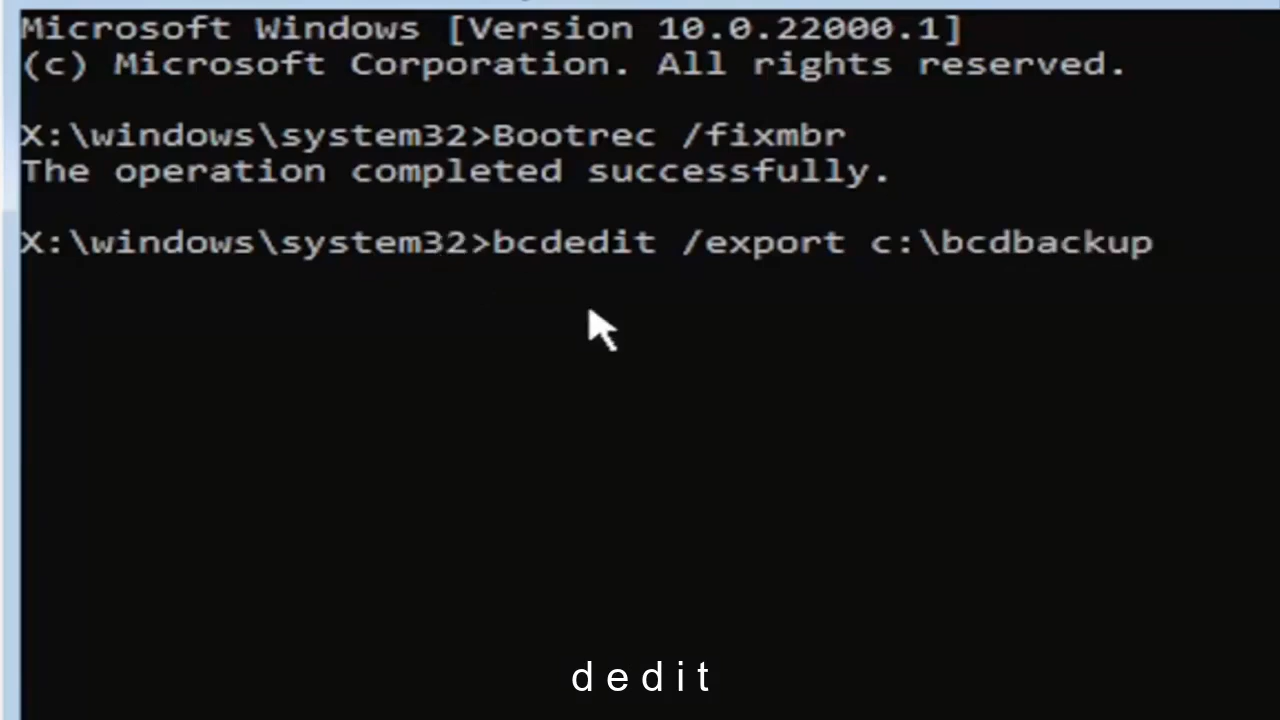 Microsoft Windows [Version 10.0.22000.1]
(c) Microsoft Corporation. All rights reserved.
X:\windows\system32>Bootrec /fixmbr
The operation completed successfully.
X:\windows\system32>bcdedit /export c:\bcdbackup
d e d i t